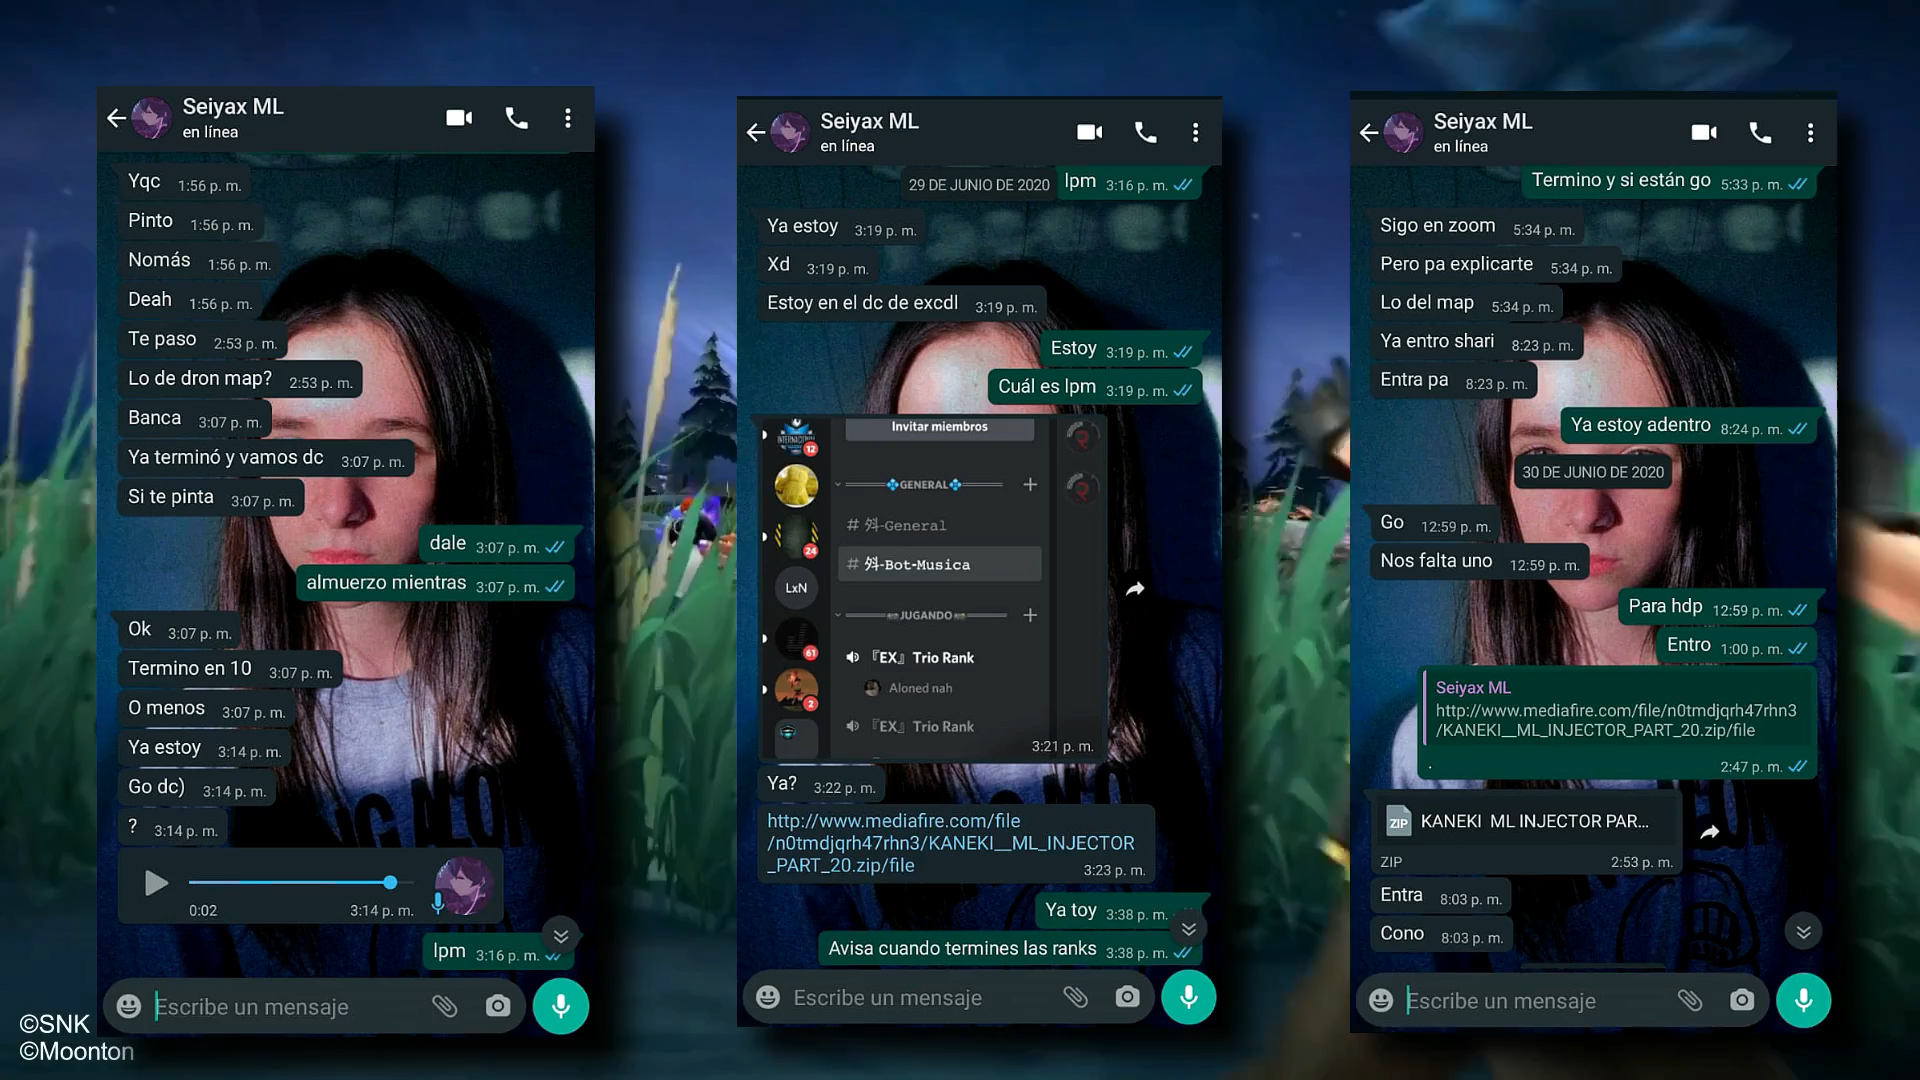 Seiyax ML
en línea
Yqc 1:56 p. m.
Pinto 1:56 p. m.
Nomás 1:56 p. m.
Deah 1:56 p. m.
Te paso 2:53 p. m.
Lo de dron map? 2:53 p. m.
Banca 3:07 p. m.
Ya terminó y vamos dc 3:07 p. m.
Si te pinta 3:07 p. m.
dale 3:07 p. m.
almuerzo mientras 3:07 p. m.
Ok 3:07 p. m.
Termino en 10 3:07 p. m.
O menos 3:07 p. m.
Ya estoy 3:14 p. m.
Go dc) 3:14 p. m.
? 3:14 p. m.
0:02 3:14 p. m.
lpm 3:16 p. m.
Escribe un mensaje
Seiyax ML
en línea
29 DE JUNIO DE 2020
lpm 3:16 p. m.
Ya estoy 3:19 p. m.
Xd 3:19 p. m.
Estoy en el dc de excdl 3:19 p. m.
Estoy 3:19 p. m.
Cuál es lpm 3:19 p. m.
Invitar miembros
12
GENERAL
# 舛-General
24
# 舛-Bot-Musica
LxN
JUGANDO
61
『EX』 Trio Rank
Aloned nah
2
『EX』 Trio Rank
3:21 p. m.
Ya? 3:22 p. m.
http://www.mediafire.com/file
/n0tmdjqrh47rhn3/KANEKI__ML_INJECTOR
_PART_20.zip/file
3:23 p. m.
Ya toy 3:38 p. m.
Avisa cuando termines las ranks 3:38 p. m.
Escribe un mensaje
Seiyax ML
en línea
Termino y si están go 5:33 p. m.
Sigo en zoom 5:34 p. m.
Pero pa explicarte 5:34 p. m.
Lo del map 5:34 p. m.
Ya entro shari 8:23 p. m.
Entra pa 8:23 p. m.
Ya estoy adentro 8:24 p. m.
30 DE JUNIO DE 2020
Go 12:59 p. m.
Nos falta uno 12:59 p. m.
Para hdp 12:59 p. m.
Entro 1:00 p. m.
Seiyax ML
http://www.mediafire.com/file/n0tmdjqrh47rhn3
/KANEKI__ML_INJECTOR_PART_20.zip/file
. 2:47 p. m.
ZIP KANEKI ML INJECTOR PAR...
ZIP 2:53 p. m.
Entra 8:03 p. m.
Cono 8:03 p. m.
Escribe un mensaje
©SNK
©Moonton